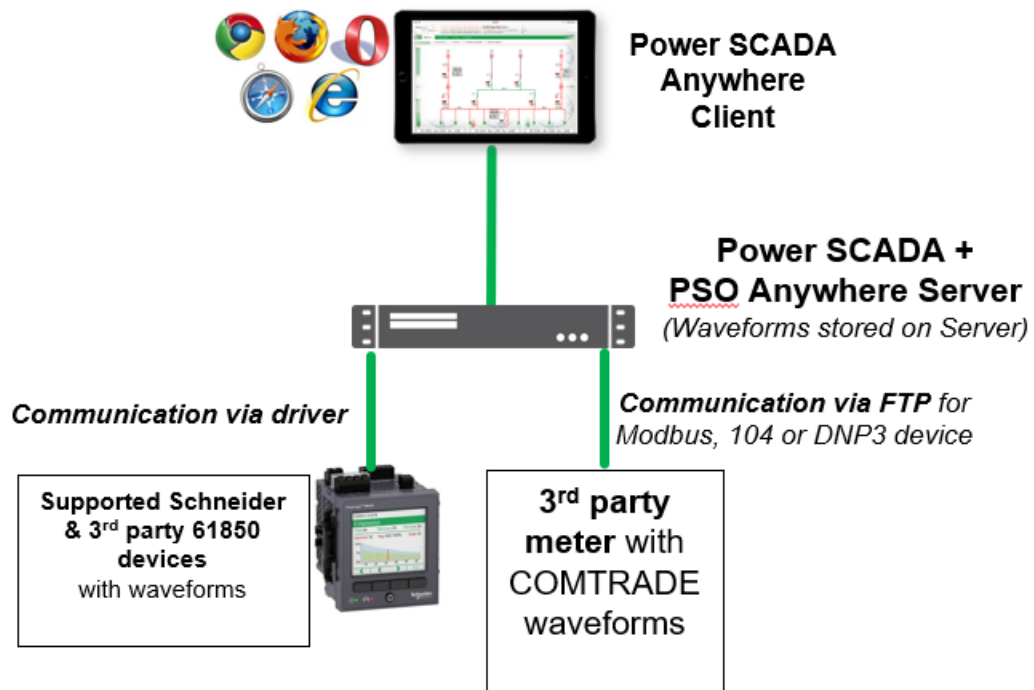 Power SCADA
Anywhere
Client
Power SCADA +
PSO Anywhere Server
(Waveforms stored on Server)
Communication via driver
Communication via FTP for
Modbus, 104 or DNP3 device
Supported Schneider
& 3rd party 61850
devices
with waveforms
3rd party
meter with
COMTRADE
waveforms